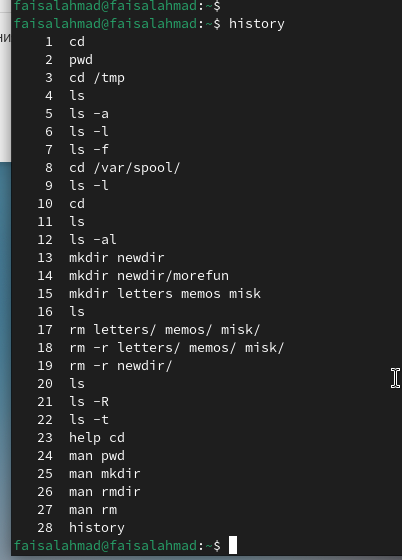 faisalahmad@faisalahmad:~$
faisalahmad@faisalahmad:~$ history
    1  cd
    2  pwd
    3  cd /tmp
    4  ls
    5  ls -a
    6  ls -l
    7  ls -f
    8  cd /var/spool/
    9  ls -l
   10  cd
   11  ls
   12  ls -al
   13  mkdir newdir
   14  mkdir newdir/morefun
   15  mkdir letters memos misk
   16  ls
   17  rm letters/ memos/ misk/
   18  rm -r letters/ memos/ misk/
   19  rm -r newdir/
   20  ls
   21  ls -R
   22  ls -t
   23  help cd
   24  man pwd
   25  man mkdir
   26  man rmdir
   27  man rm
   28  history
faisalahmad@faisalahmad:~$